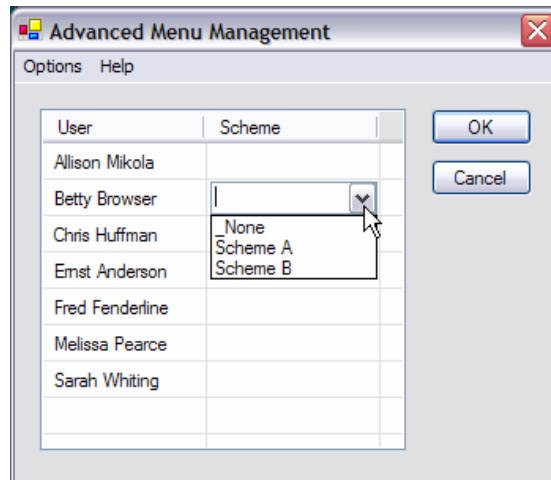 Advanced Menu Management
Options Help
User Scheme
OK
Allison Mikola
Cancel
Betty Browser
_None
Chris Huffman
Scheme A
Ernst Anderson
Scheme B
Fred Fenderline
Melissa Pearce
Sarah Whiting